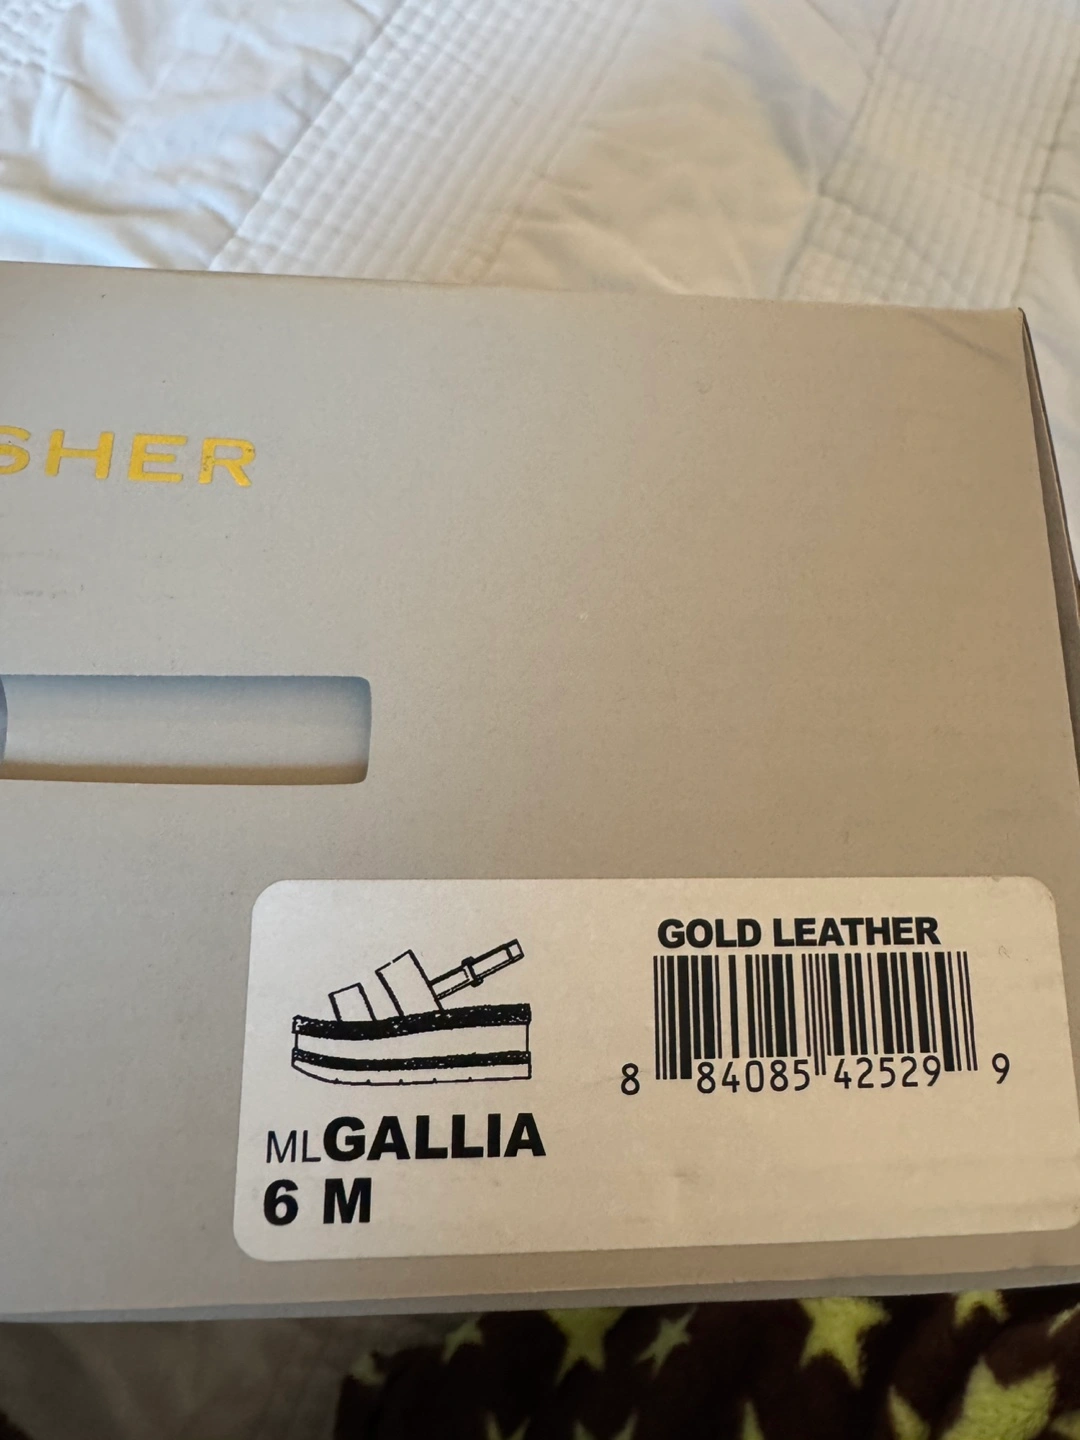 SHER
GOLD LEATHER
8 84085 42529 9
MLGALLIA
6 M